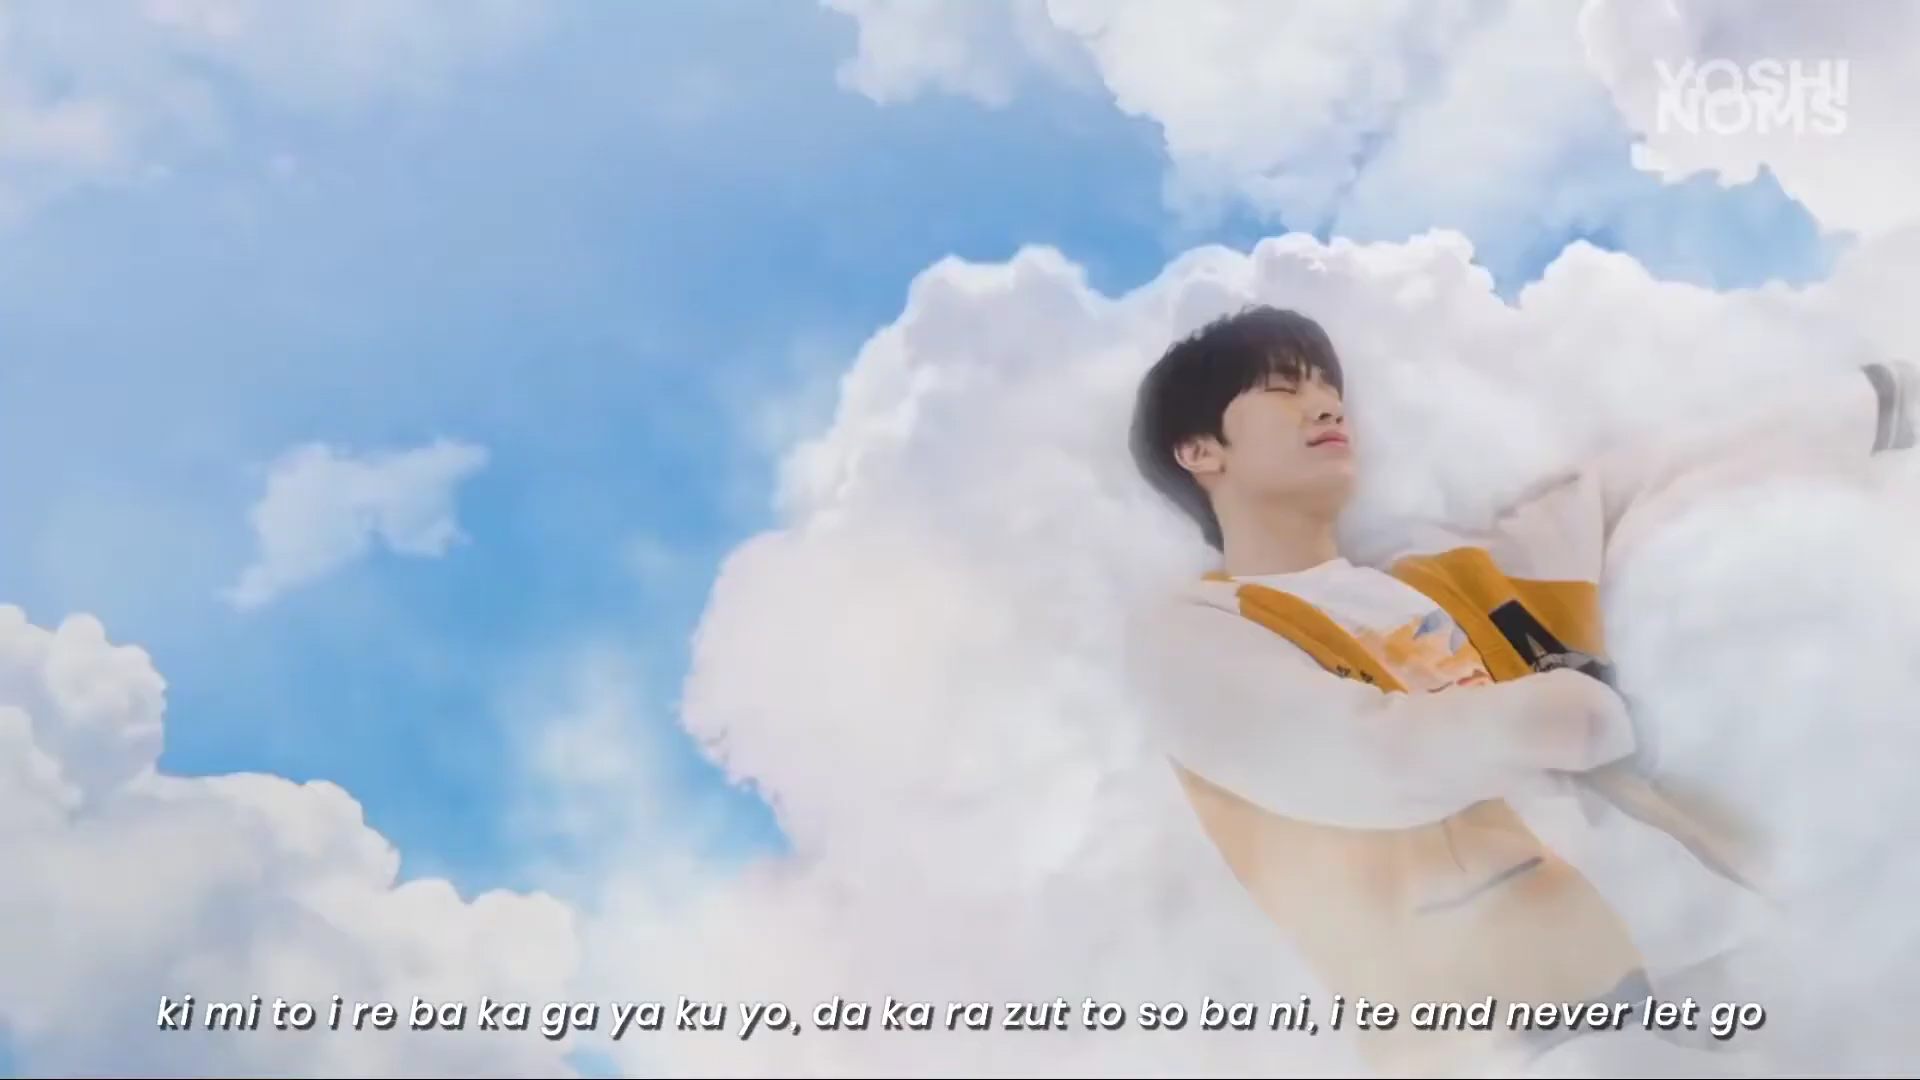 YOSHI
NOMS
ki mi to i re ba ka ga ya ku yo, da ka ra zut to so ba ni, i te and never let go